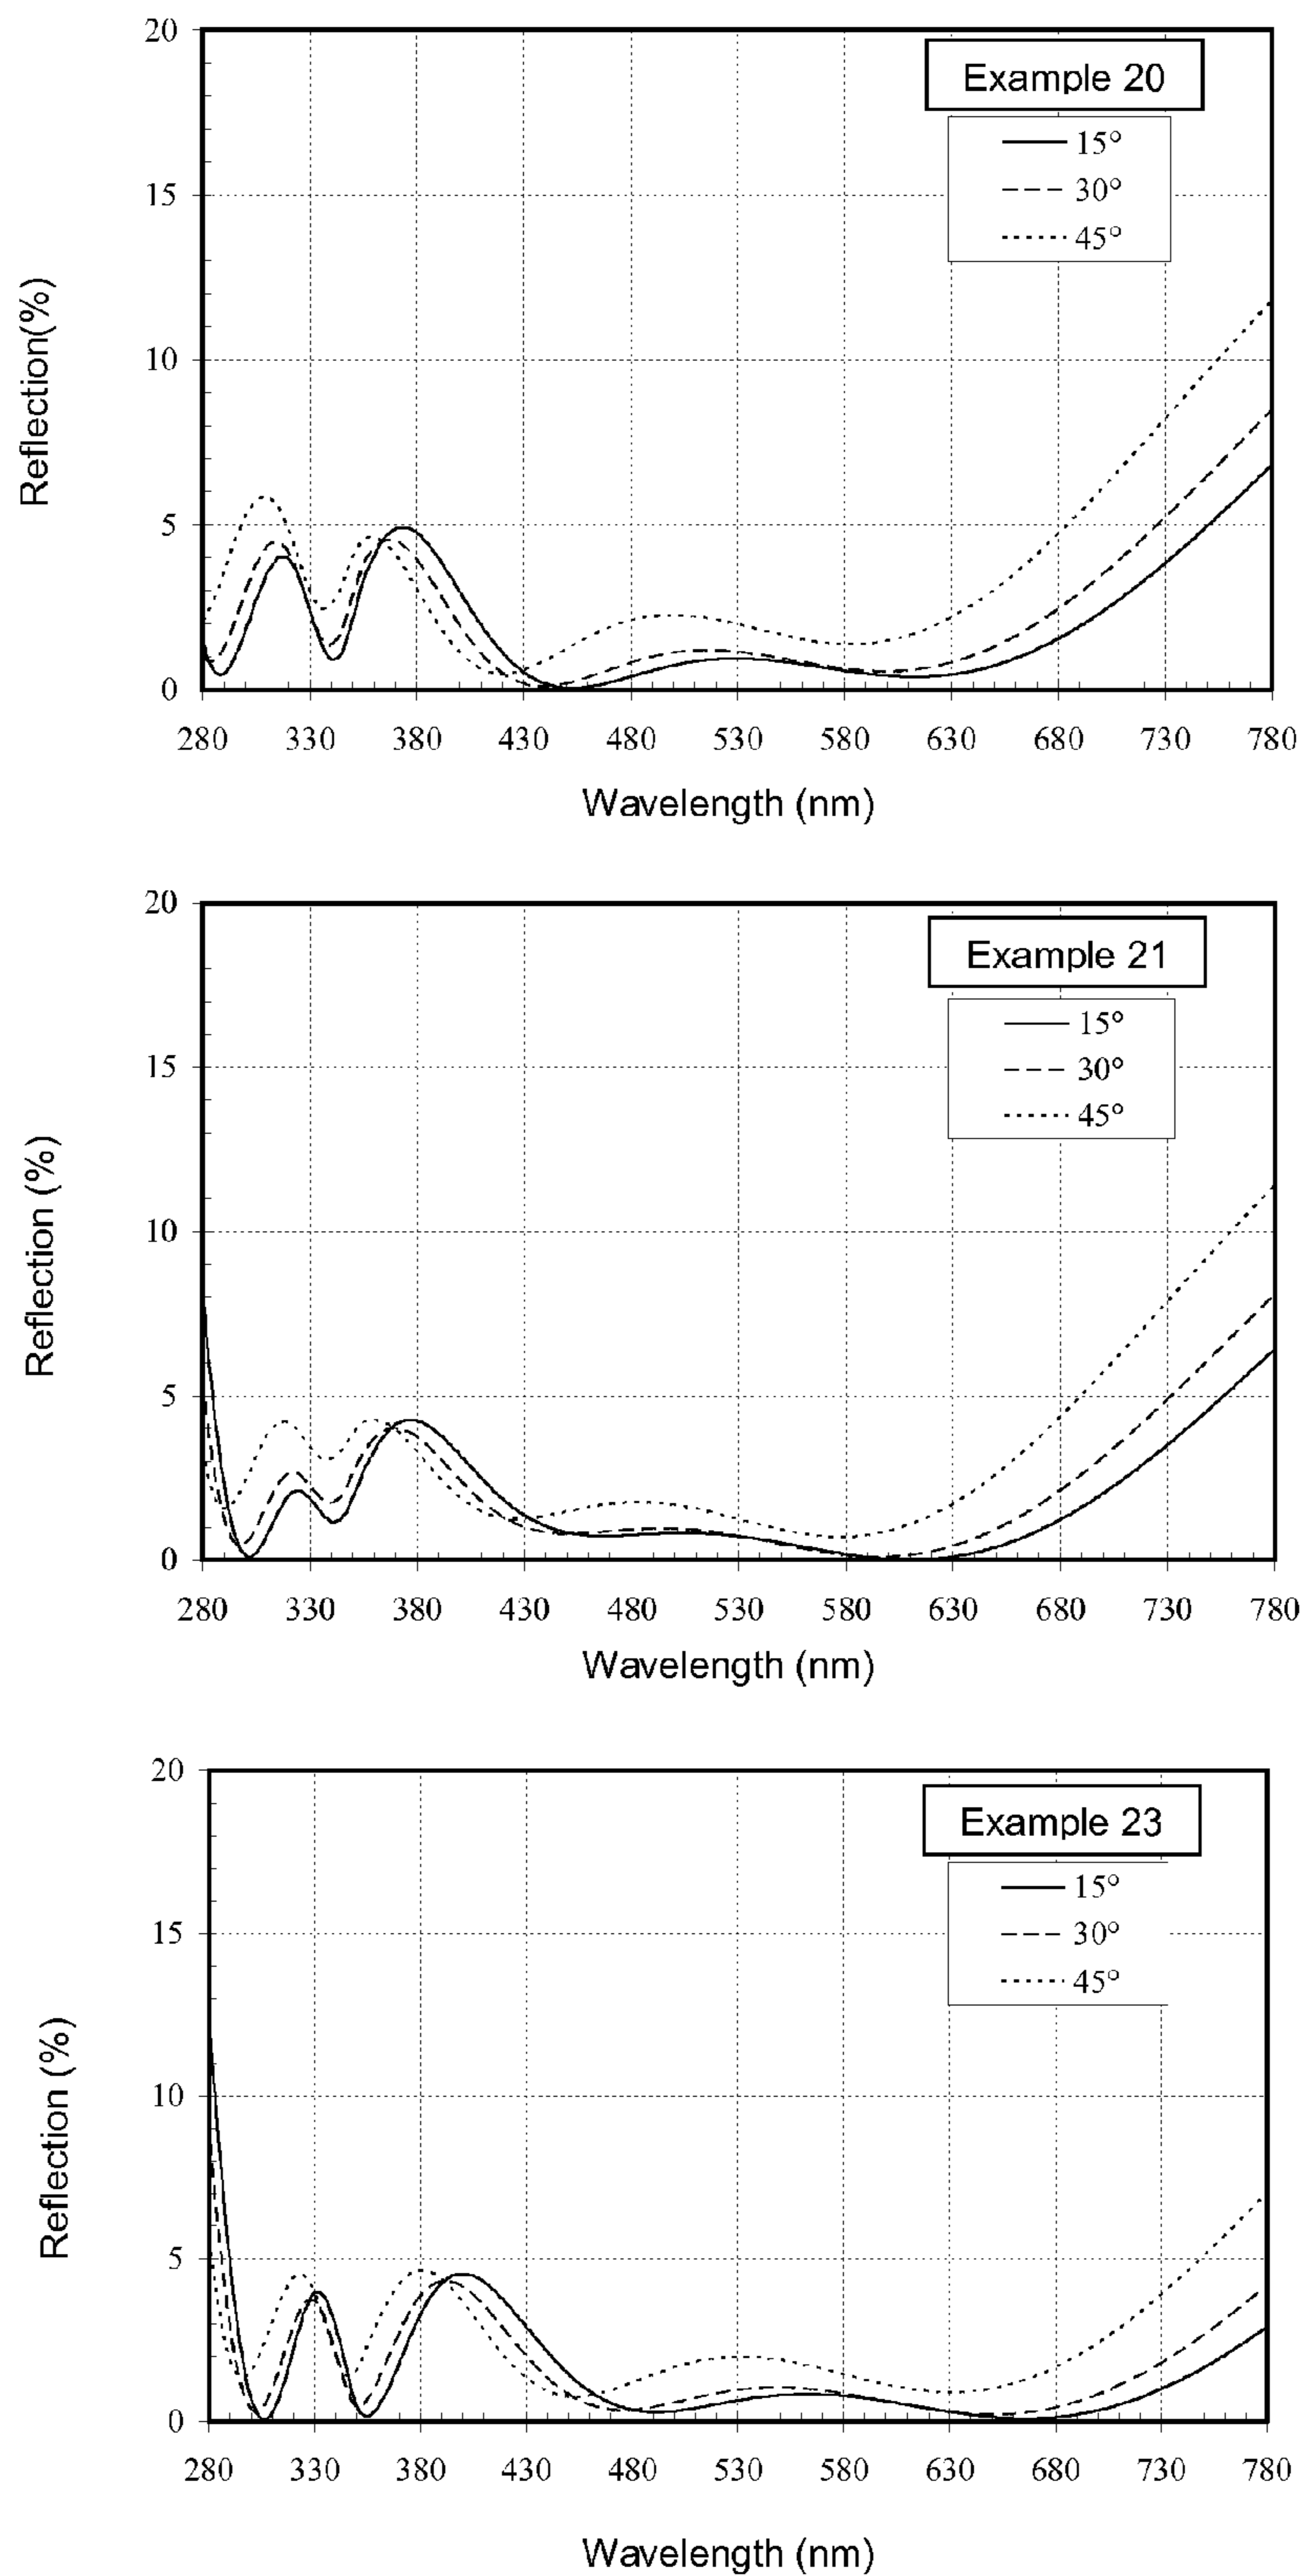 20
Example 20
15°
30°
45°
15
10
5
0
Reflection(%)
280 330 380 430 480 530 580 630 680 730 780
Wavelength (nm)
20
Example 21
15°
30°
45°
15
10
5
0
Reflection (%)
280 330 380 430 480 530 580 630 680 730 780
Wavelength (nm)
20
Example 23
15°
30°
45°
15
10
5
0
Reflection (%)
280 330 380 430 480 530 580 630 680 730 780
Wavelength (nm)